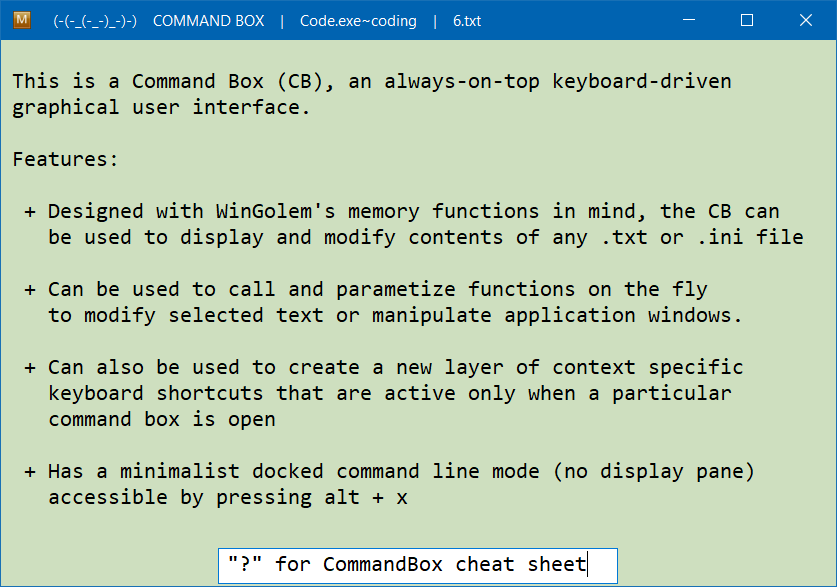 M (-(-_(-_-)_-)-) COMMAND BOX | Code.exe~coding | 6.txt
This is a Command Box (CB), an always-on-top keyboard-driven
graphical user interface.
Features:
+ Designed with WinGolem's memory functions in mind, the CB can
be used to display and modify contents of any .txt or .ini file
+ Can be used to call and parametize functions on the fly
to modify selected text or manipulate application windows.
+ Can also be used to create a new layer of context specific
keyboard shortcuts that are active only when a particular
command box is open
+ Has a minimalist docked command line mode (no display pane)
accessible by pressing alt + x
"?" for CommandBox cheat sheet